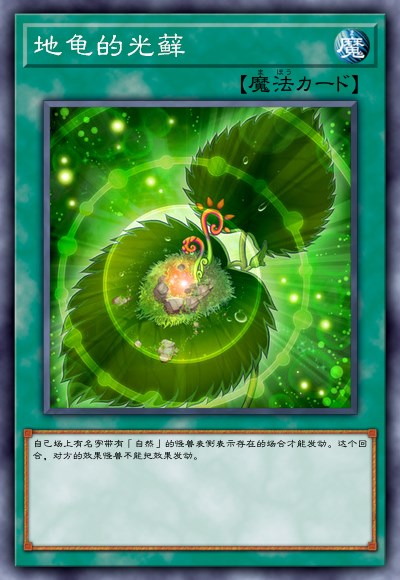 地龟的光藓
魔
【魔法カード】
自己场上有名字带有「自然」的怪兽表侧表示存在的场合才能发动。这个回
合，对方的效果怪兽不能把效果发动。